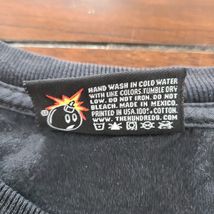 HAND WASH IN COLD WATER
WITH LIKE COLORS. TUMBLE DRY
LOW. DO NOT IRON. DO NOT
BLEACH. MADE IN MEXICO.
PRINTED IN USA. 100% COTTON.
WWW.THEHUNDREDS.COM